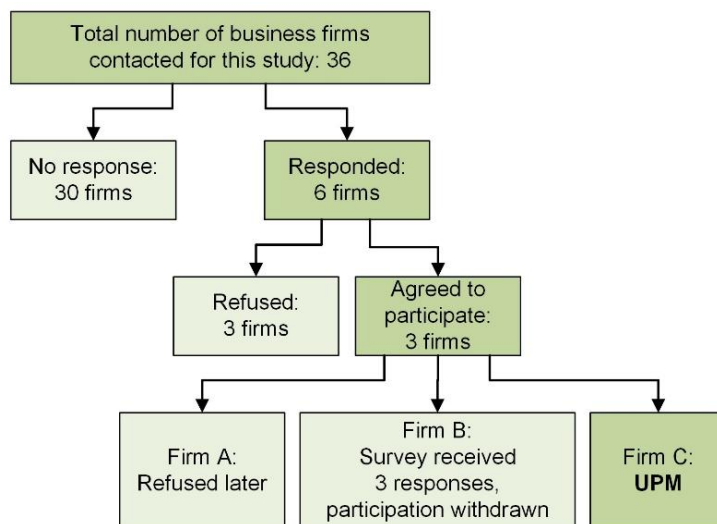 Total number of business firms
contacted for this study: 36
No response:
30 firms
Responded:
6 firms
Refused:
3 firms
Agreed to
participate:
3 firms
Firm A:
Refused later
Firm B:
Survey received
3 responses,
participation withdrawn
Firm C:
UPM